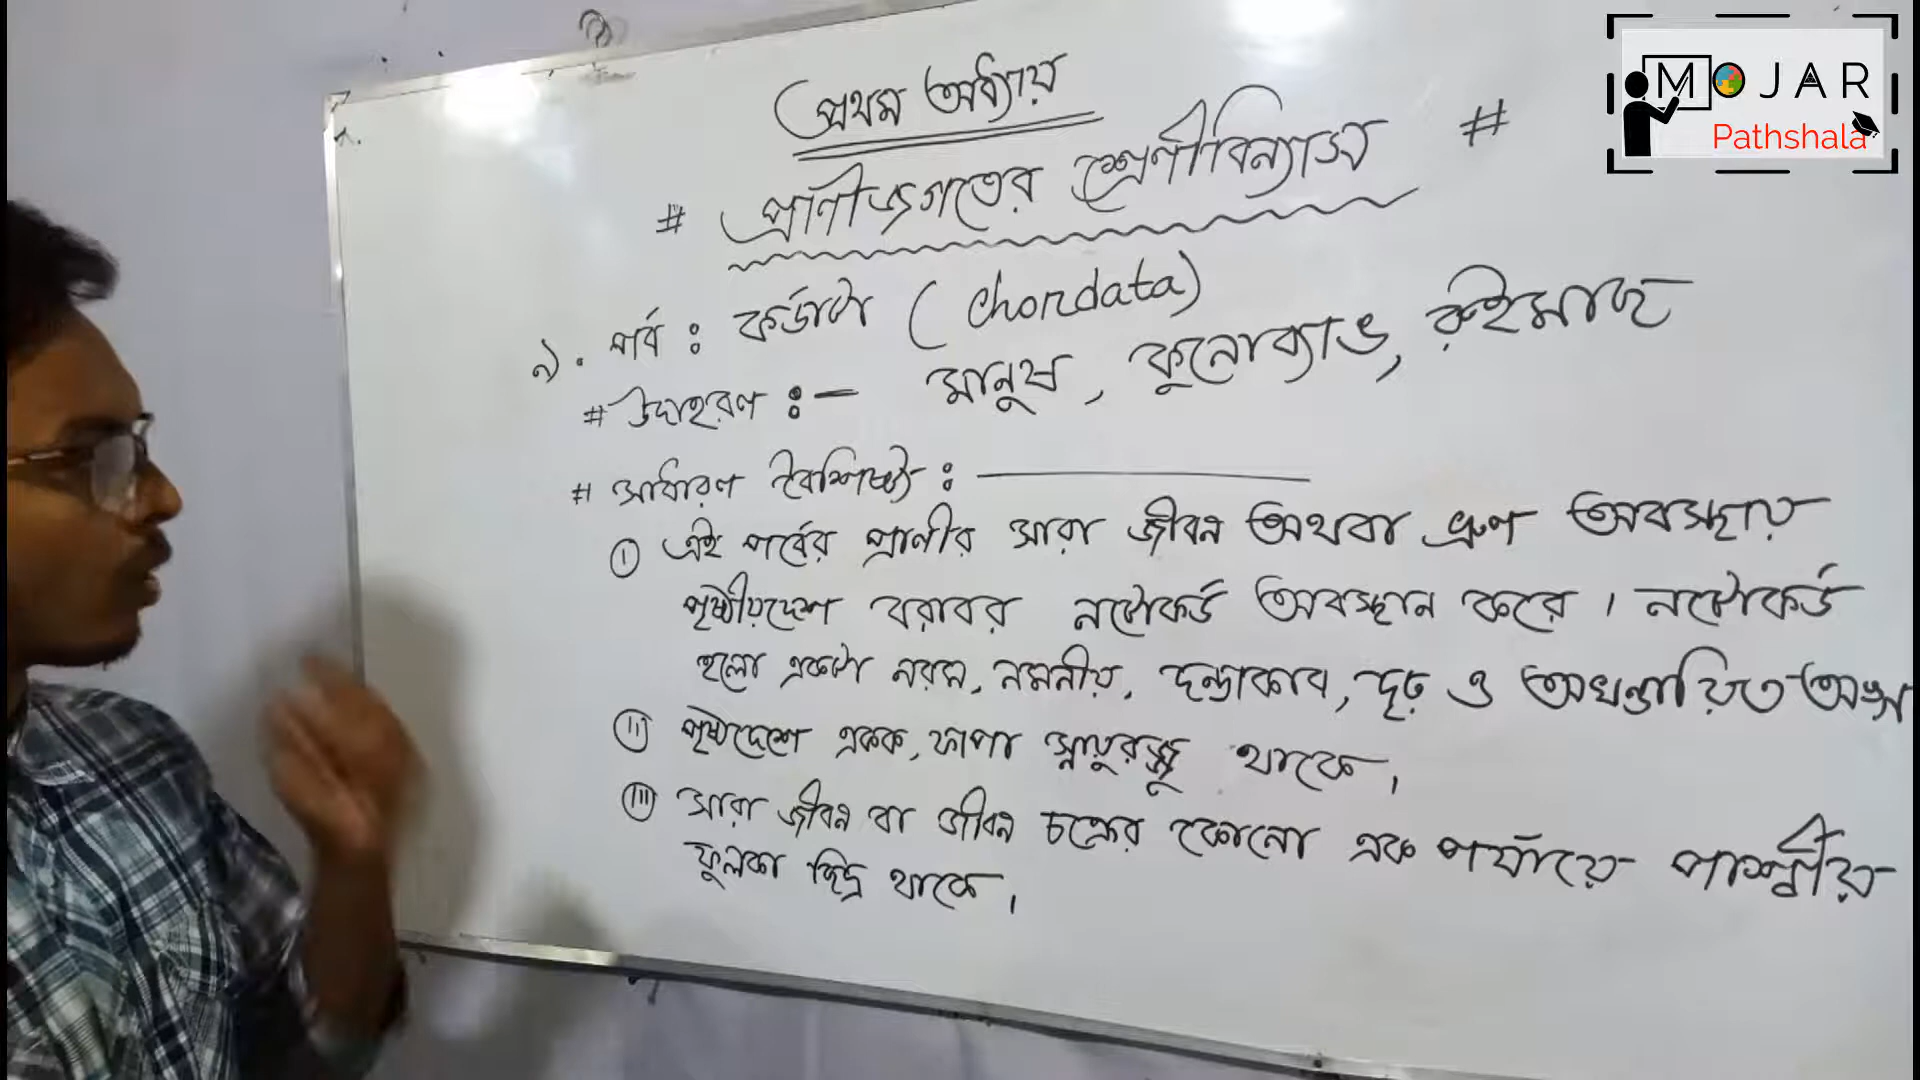 প্রথম অধ্যায়
# প্রাণীজগতের শ্রেণীবিন্যাস #
৯. পর্ব : কর্ডাটা (Chordata)
# উদাহরণ :- মানুষ, কুনোব্যাঙ, রুইমাছ
# সাধারণ বৈশিষ্ট্য :
(i) এই পর্বের প্রাণীর সারা জীবন অথবা ভ্রুণ অবস্থায়
পৃষ্ঠীয়দেশ বরাবর নটোকর্ড অবস্থান করে । নটোকর্ড
হলো একটা নরম, নমনীয়, দন্ডাকার, দৃঢ় ও অখন্ডায়িত অঙ্গ
(ii) পৃষ্ঠদেশে একক, ফাপা স্নায়ুরজ্জু থাকে ।
(iii) সারা জীবন বা জীবন চক্রের কোনো এক পর্যায়ে পার্শ্বীয়
ফুলকা ছিদ্র থাকে ।
MOJAR
Pathshala